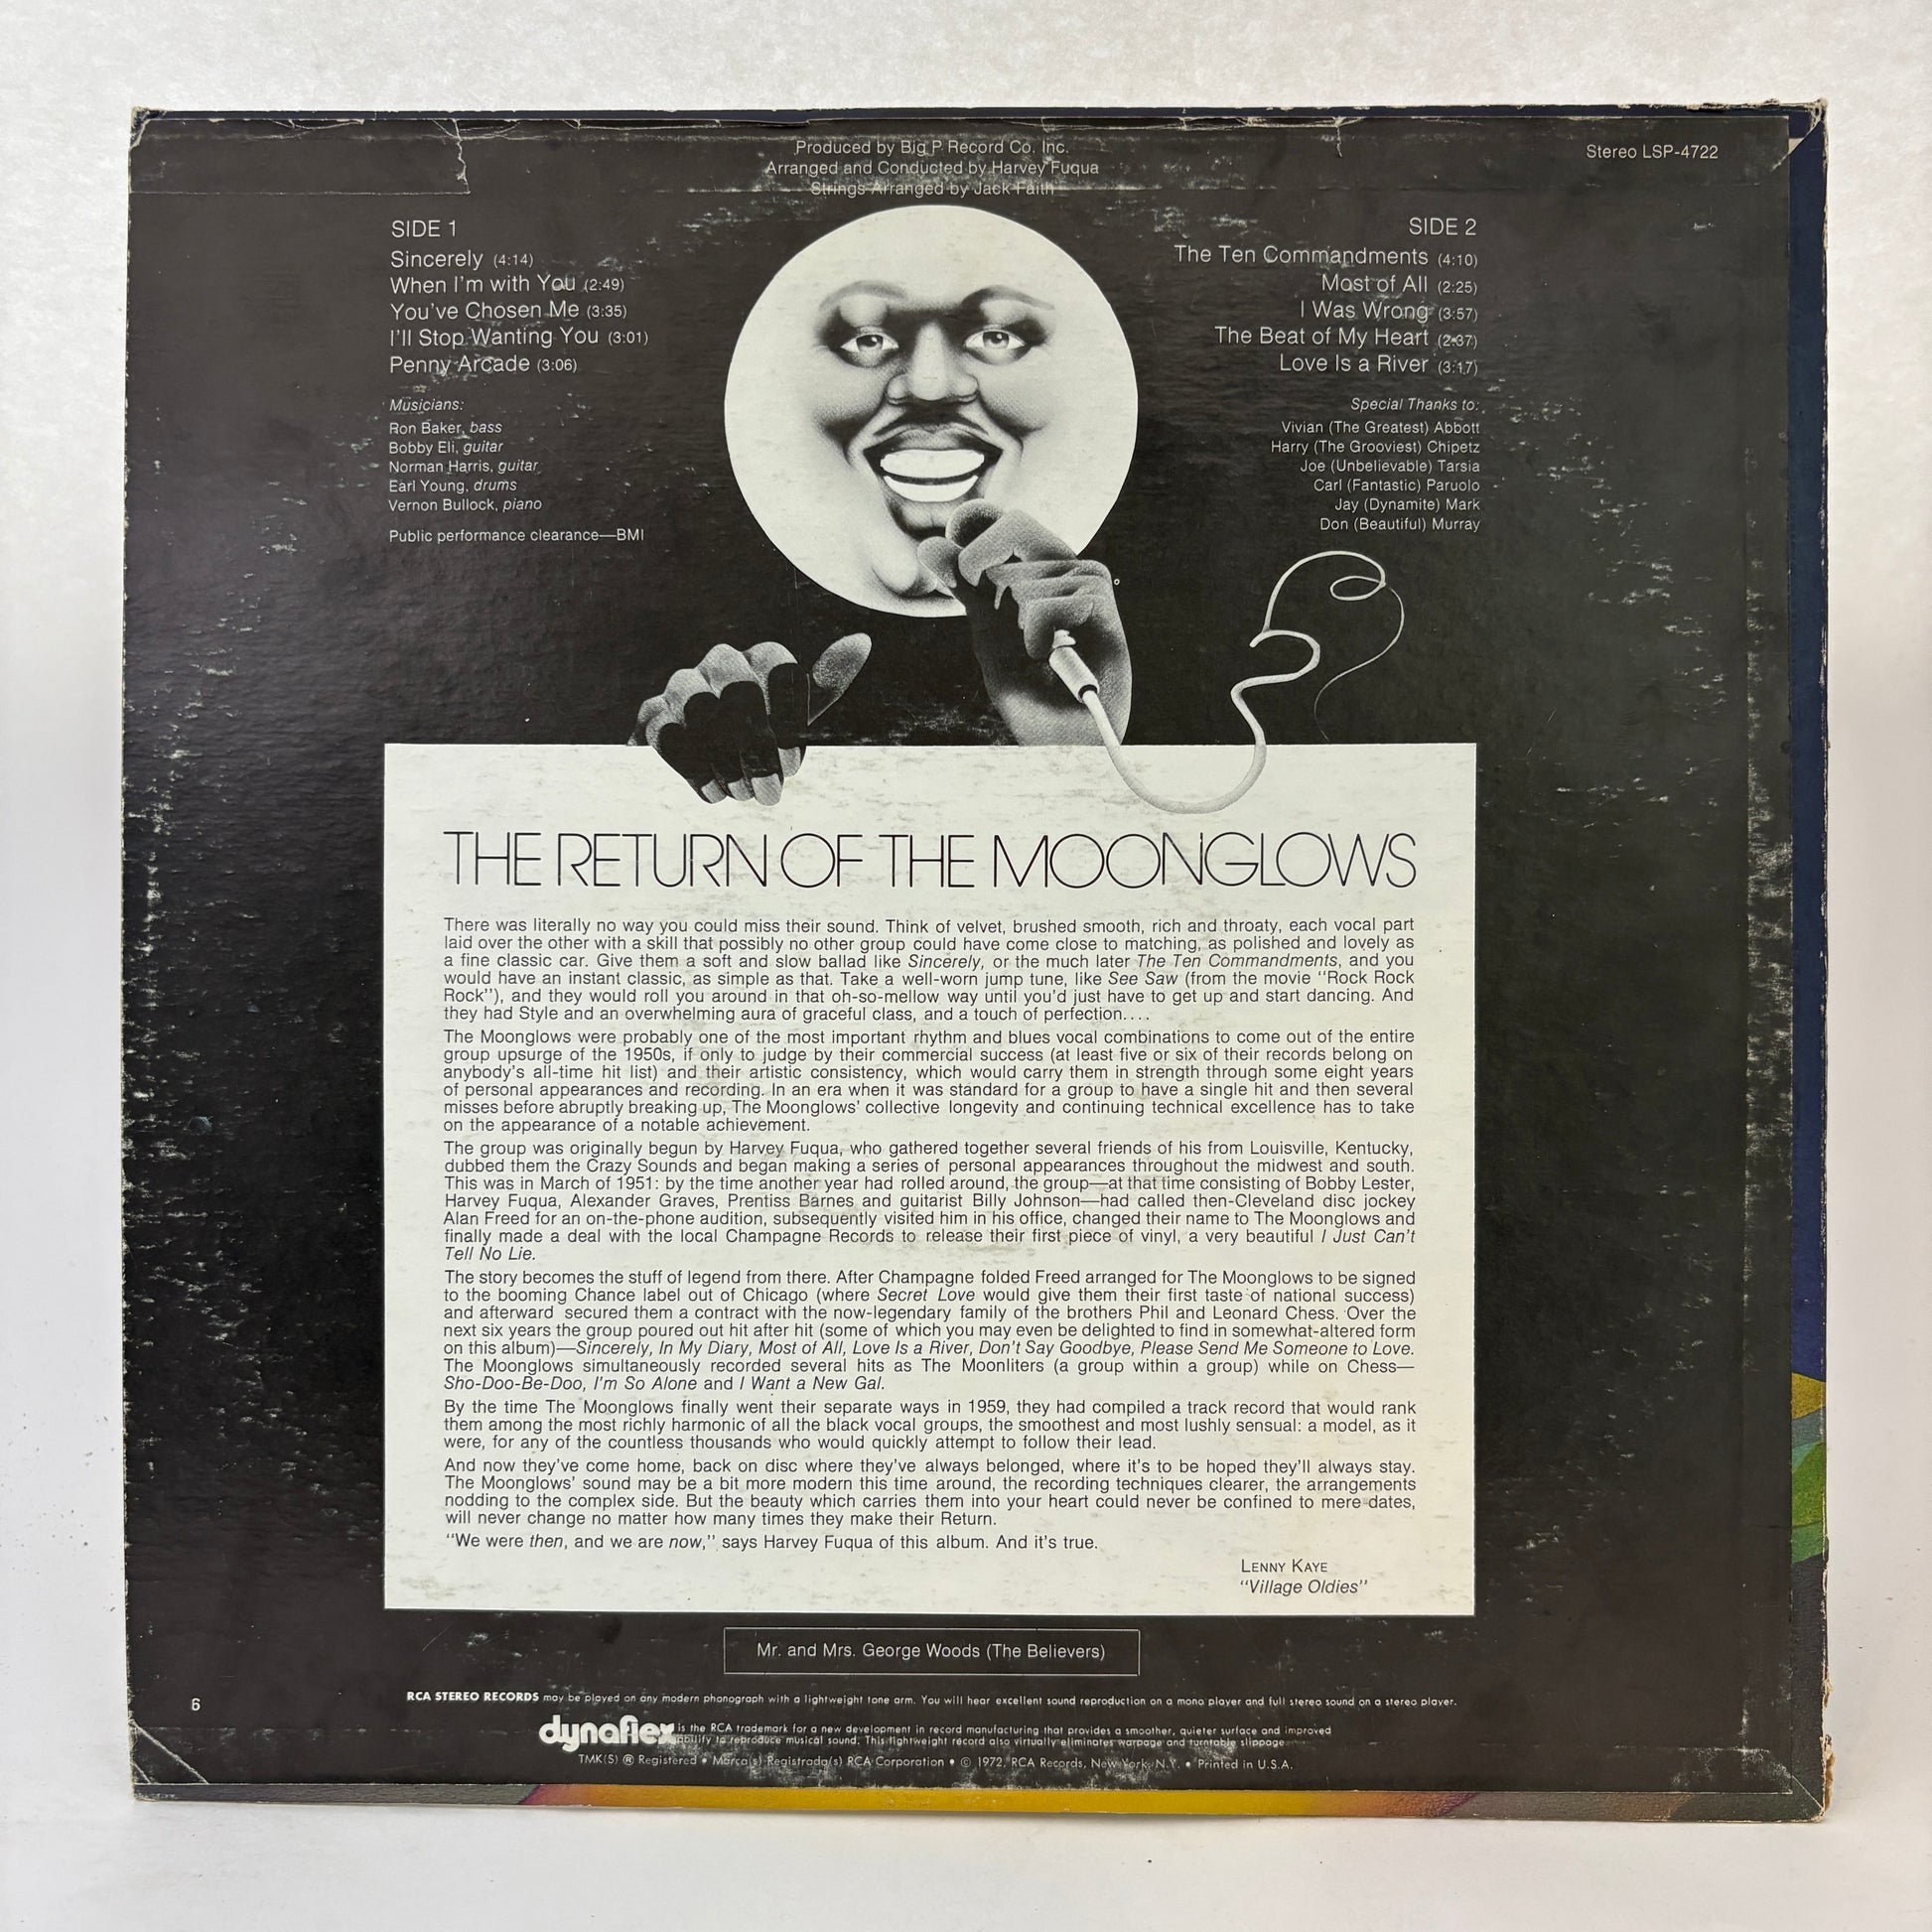 Produced by Big P Record Co. Inc.
Arranged and Conducted by Harvey Fuqua
Strings Arranged by Jack Faith
Stereo LSP-4722
SIDE 1
Sincerely (4:14)
When I'm with You (2:49)
You've Chosen Me (3:35)
I'll Stop Wanting You (3:01)
Penny Arcade (3:06)
Musicians:
Ron Baker, bass
Bobby Eli, guitar
Norman Harris, guitar
Earl Young, drums
Vernon Bullock, piano
Public performance clearance—BMI
SIDE 2
The Ten Commandments (4:10)
Most of All (2:25)
I Was Wrong (3:57)
The Beat of My Heart (2:37)
Love Is a River (3:17)
Special Thanks to:
Vivian (The Greatest) Abbott
Harry (The Grooviest) Chipetz
Joe (Unbelievable) Tarsia
Carl (Fantastic) Paruolo
Jay (Dynamite) Mark
Don (Beautiful) Murray
THE RETURN OF THE MOONGLOWS
There was literally no way you could miss their sound. Think of velvet, brushed smooth, rich and throaty, each vocal part
laid over the other with a skill that possibly no other group could have come close to matching, as polished and lovely as
a fine classic car. Give them a soft and slow ballad like Sincerely, or the much later The Ten Commandments, and you
would have an instant classic, as simple as that. Take a well-worn jump tune, like See Saw (from the movie "Rock Rock
Rock"), and they would roll you around in that oh-so-mellow way until you'd just have to get up and start dancing. And
they had Style and an overwhelming aura of graceful class, and a touch of perfection....
The Moonglows were probably one of the most important rhythm and blues vocal combinations to come out of the entire
group upsurge of the 1950s, if only to judge by their commercial success (at least five or six of their records belong on
anybody's all-time hit list) and their artistic consistency, which would carry them in strength through some eight years
of personal appearances and recording. In an era when it was standard for a group to have a single hit and then several
misses before abruptly breaking up, The Moonglows' collective longevity and continuing technical excellence has to take
on the appearance of a notable achievement.
The group was originally begun by Harvey Fuqua, who gathered together several friends of his from Louisville, Kentucky,
dubbed them the Crazy Sounds and began making a series of personal appearances throughout the midwest and south.
This was in March of 1951: by the time another year had rolled around, the group—at that time consisting of Bobby Lester,
Harvey Fuqua, Alexander Graves, Prentiss Barnes and guitarist Billy Johnson—had called then-Cleveland disc jockey
Alan Freed for an on-the-phone audition, subsequently visited him in his office, changed their name to The Moonglows and
finally made a deal with the local Champagne Records to release their first piece of vinyl, a very beautiful I Just Can't
Tell No Lie.
The story becomes the stuff of legend from there. After Champagne folded Freed arranged for The Moonglows to be signed
to the booming Chance label out of Chicago (where Secret Love would give them their first taste of national success)
and afterward secured them a contract with the now-legendary family of the brothers Phil and Leonard Chess. Over the
next six years the group poured out hit after hit (some of which you may even be delighted to find in somewhat-altered form
on this album)—Sincerely, In My Diary, Most of All, Love Is a River, Don't Say Goodbye, Please Send Me Someone to Love.
The Moonglows simultaneously recorded several hits as The Moonliters (a group within a group) while on Chess—
Sho-Doo-Be-Doo, I'm So Alone and I Want a New Gal.
By the time The Moonglows finally went their separate ways in 1959, they had compiled a track record that would rank
them among the most richly harmonic of all the black vocal groups, the smoothest and most lushly sensual: a model, as it
were, for any of the countless thousands who would quickly attempt to follow their lead.
And now they've come home, back on disc where they've always belonged, where it's to be hoped they'll always stay.
The Moonglows' sound may be a bit more modern this time around, the recording techniques clearer, the arrangements
nodding to the complex side. But the beauty which carries them into your heart could never be confined to mere dates,
will never change no matter how many times they make their Return.
"We were then, and we are now," says Harvey Fuqua of this album. And it's true.
LENNY KAYE
"Village Oldies"
Mr. and Mrs. George Woods (The Believers)
6
RCA STEREO RECORDS may be played on any modern phonograph with a lightweight tone arm. You will hear excellent sound reproduction on a mono player and full stereo sound on a stereo player.
dynaflex is the RCA trademark for a new development in record manufacturing that provides a smoother, quieter surface and improved
ability to reproduce musical sound. This lightweight record also virtually eliminates warpage and turntable slippage
TMK(S) ® Registered • Marca(s) Registrada(s) RCA Corporation • © 1972, RCA Records, New York, N.Y. • Printed in U.S.A.